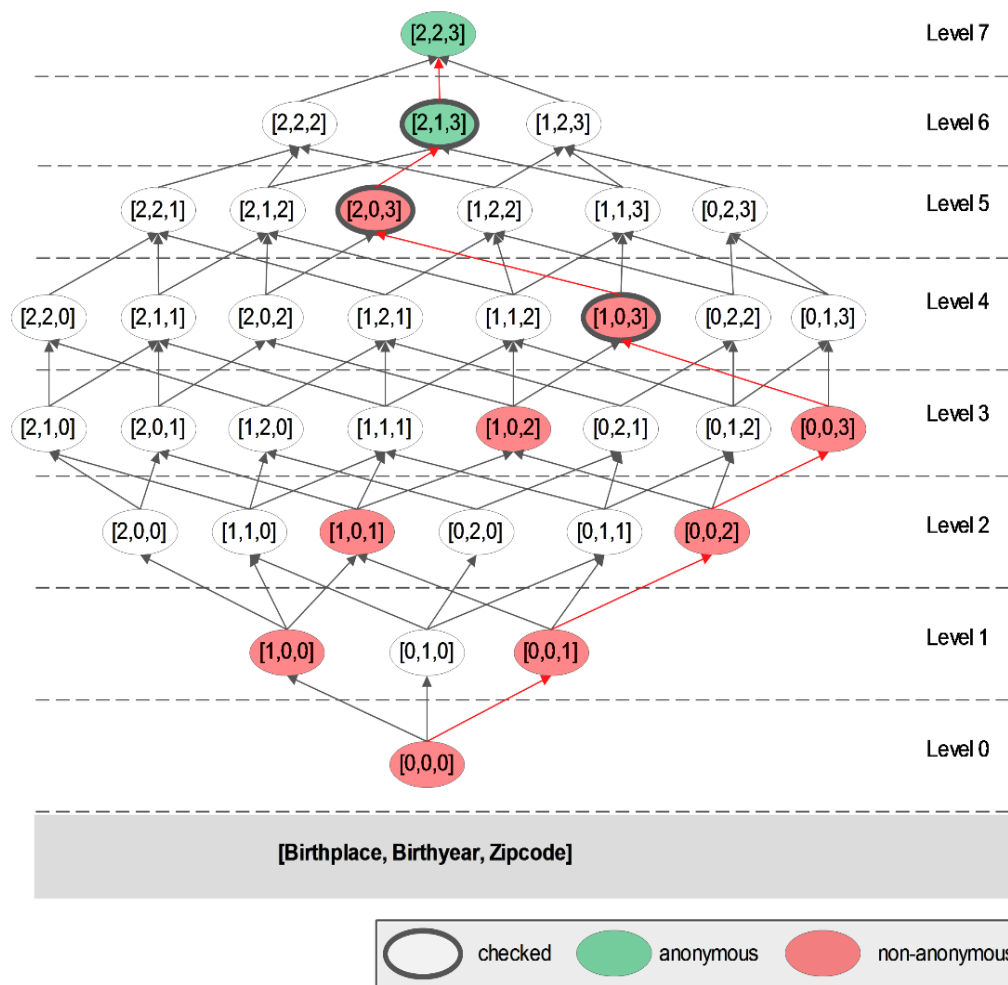 [2,2,3] Level 7
[2,2,2] [2,1,3] [1,2,3] Level 6
[2,2,1] [2,1,2] [2,0,3] [1,2,2] [1,1,3] [0,2,3] Level 5
[2,2,0] [2,1,1] [2,0,2] [1,2,1] [1,1,2] [1,0,3] [0,2,2] [0,1,3] Level 4
[2,1,0] [2,0,1] [1,2,0] [1,1,1] [1,0,2] [0,2,1] [0,1,2] [0,0,3] Level 3
[2,0,0] [1,1,0] [1,0,1] [0,2,0] [0,1,1] [0,0,2] Level 2
[1,0,0] [0,1,0] [0,0,1] Level 1
[0,0,0] Level 0
[Birthplace, Birthyear, Zipcode]
checked anonymous non-anonymous